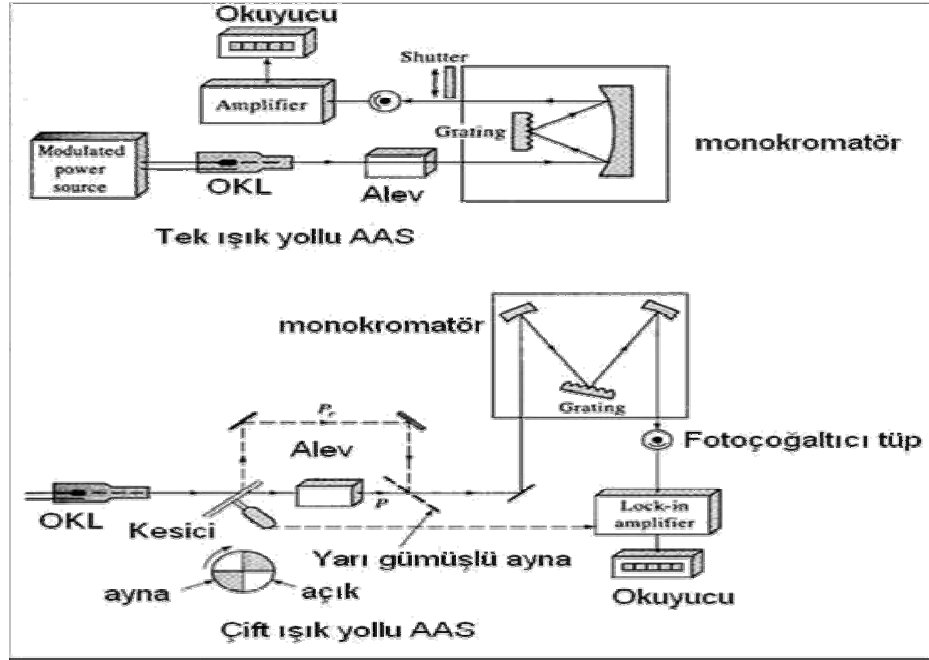 Okuyucu
Shutter
Amplifier
Grating
monokromatör
Modulated
power
source
OKL
Alev
Tek ışık yollu AAS
monokromatör
Grating
Pr
Alev
Fotoçoğaltıcı tüp
P
OKL
Kesici
Lock-in
amplifier
Yarı gümüşlü ayna
ayna
açık
Okuyucu
Çift ışık yollu AAS